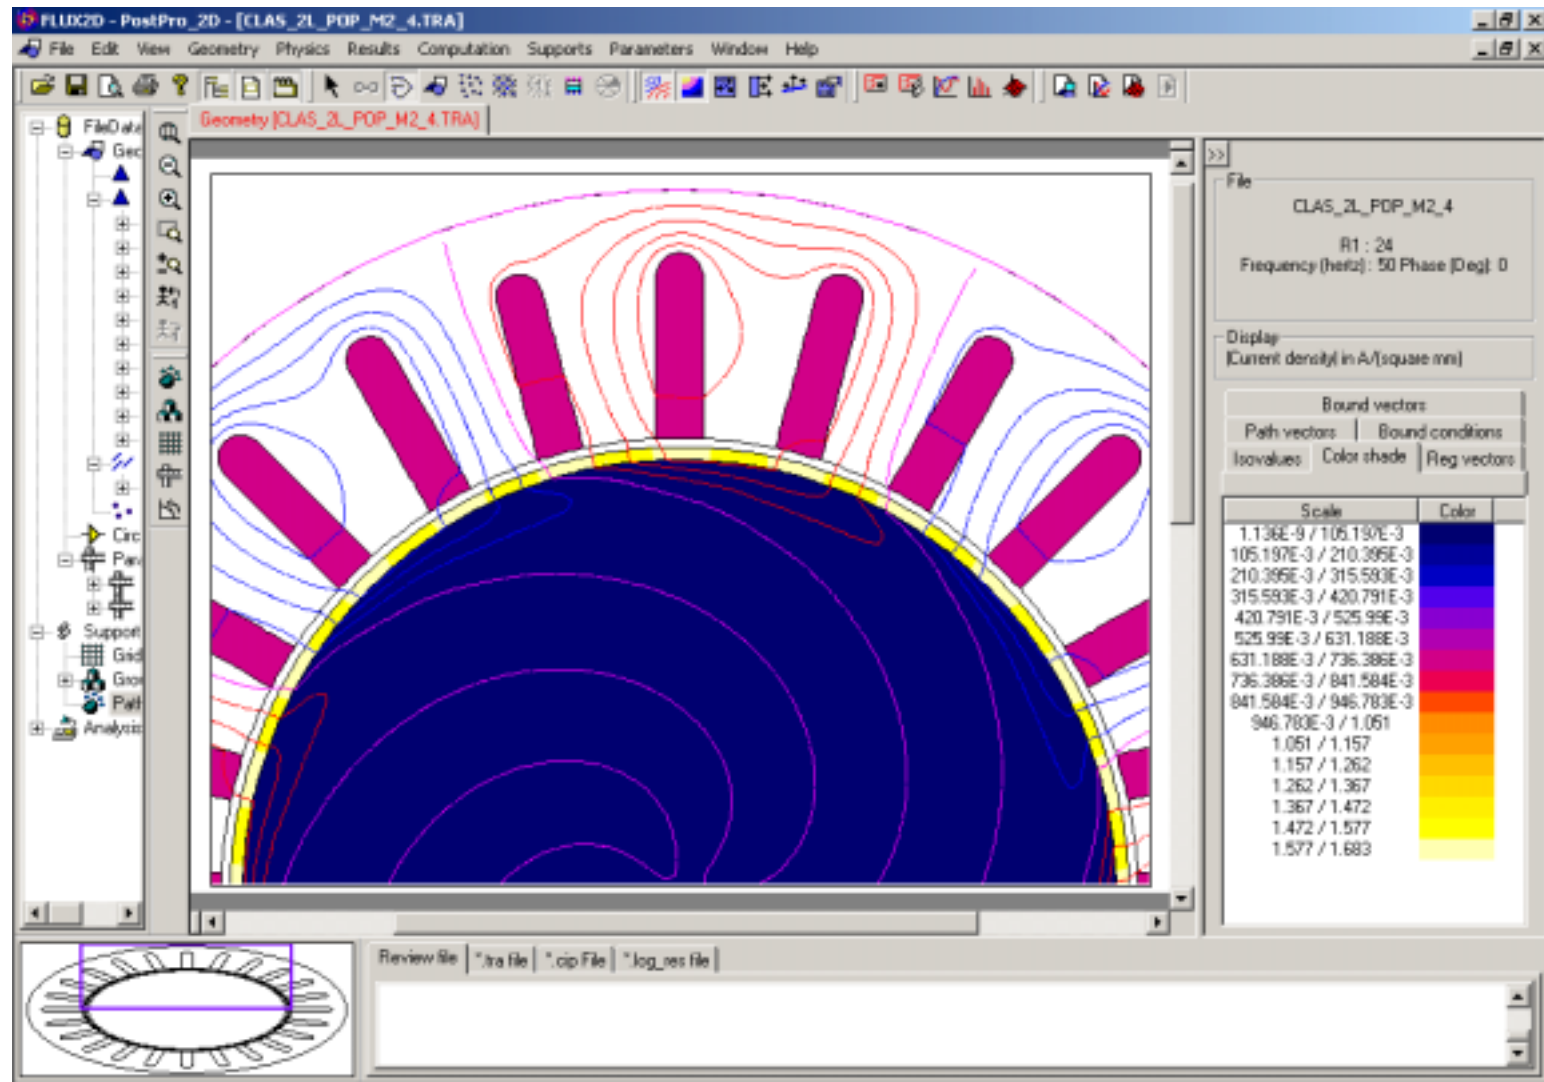 FLUX2D - PostPro_2D - [CLAS_2L_POP_M2_4.TRA]
File Edit View Geometry Physics Results Computation Supports Parameters Window Help
Geometry [CLAS_2L_POP_M2_4.TRA]
FileData
Geo
Circ
Para
Support
Grid
Grou
Path
Analysis
>>
File
CLAS_2L_POP_M2_4
R1 : 24
Frequency (hertz) : 50 Phase (Deg): 0
Display
|Current density| in A/(square mm)
Bound vectors
Path vectors Bound conditions
Isovalues Color shade Reg vectors
Scale Color
1.136E-9 / 105.197E-3
105.197E-3 / 210.395E-3
210.395E-3 / 315.593E-3
315.593E-3 / 420.791E-3
420.791E-3 / 525.99E-3
525.99E-3 / 631.188E-3
631.188E-3 / 736.386E-3
736.386E-3 / 841.584E-3
841.584E-3 / 946.783E-3
946.783E-3 / 1.051
1.051 / 1.157
1.157 / 1.262
1.262 / 1.367
1.367 / 1.472
1.472 / 1.577
1.577 / 1.683
Review file *.tra file *.cip File *.log_res file